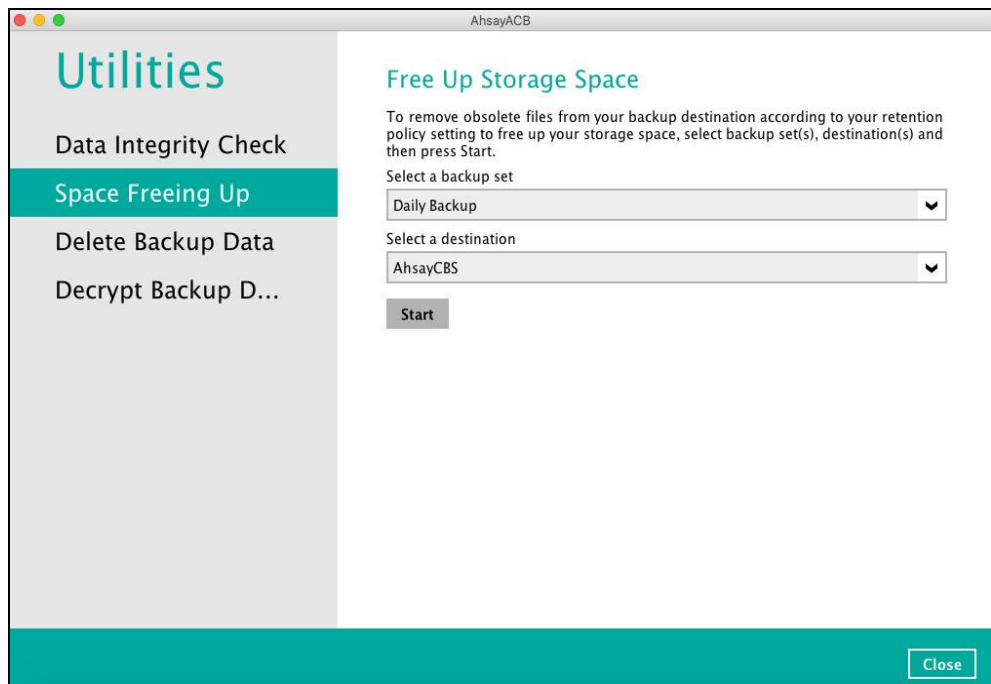 AhsayACB
Utilities
Data Integrity Check
Space Freeing Up
Delete Backup Data
Decrypt Backup D...
Free Up Storage Space
To remove obsolete files from your backup destination according to your retention
policy setting to free up your storage space, select backup set(s), destination(s) and
then press Start.
Select a backup set
Daily Backup
Select a destination
AhsayCBS
Start
Close